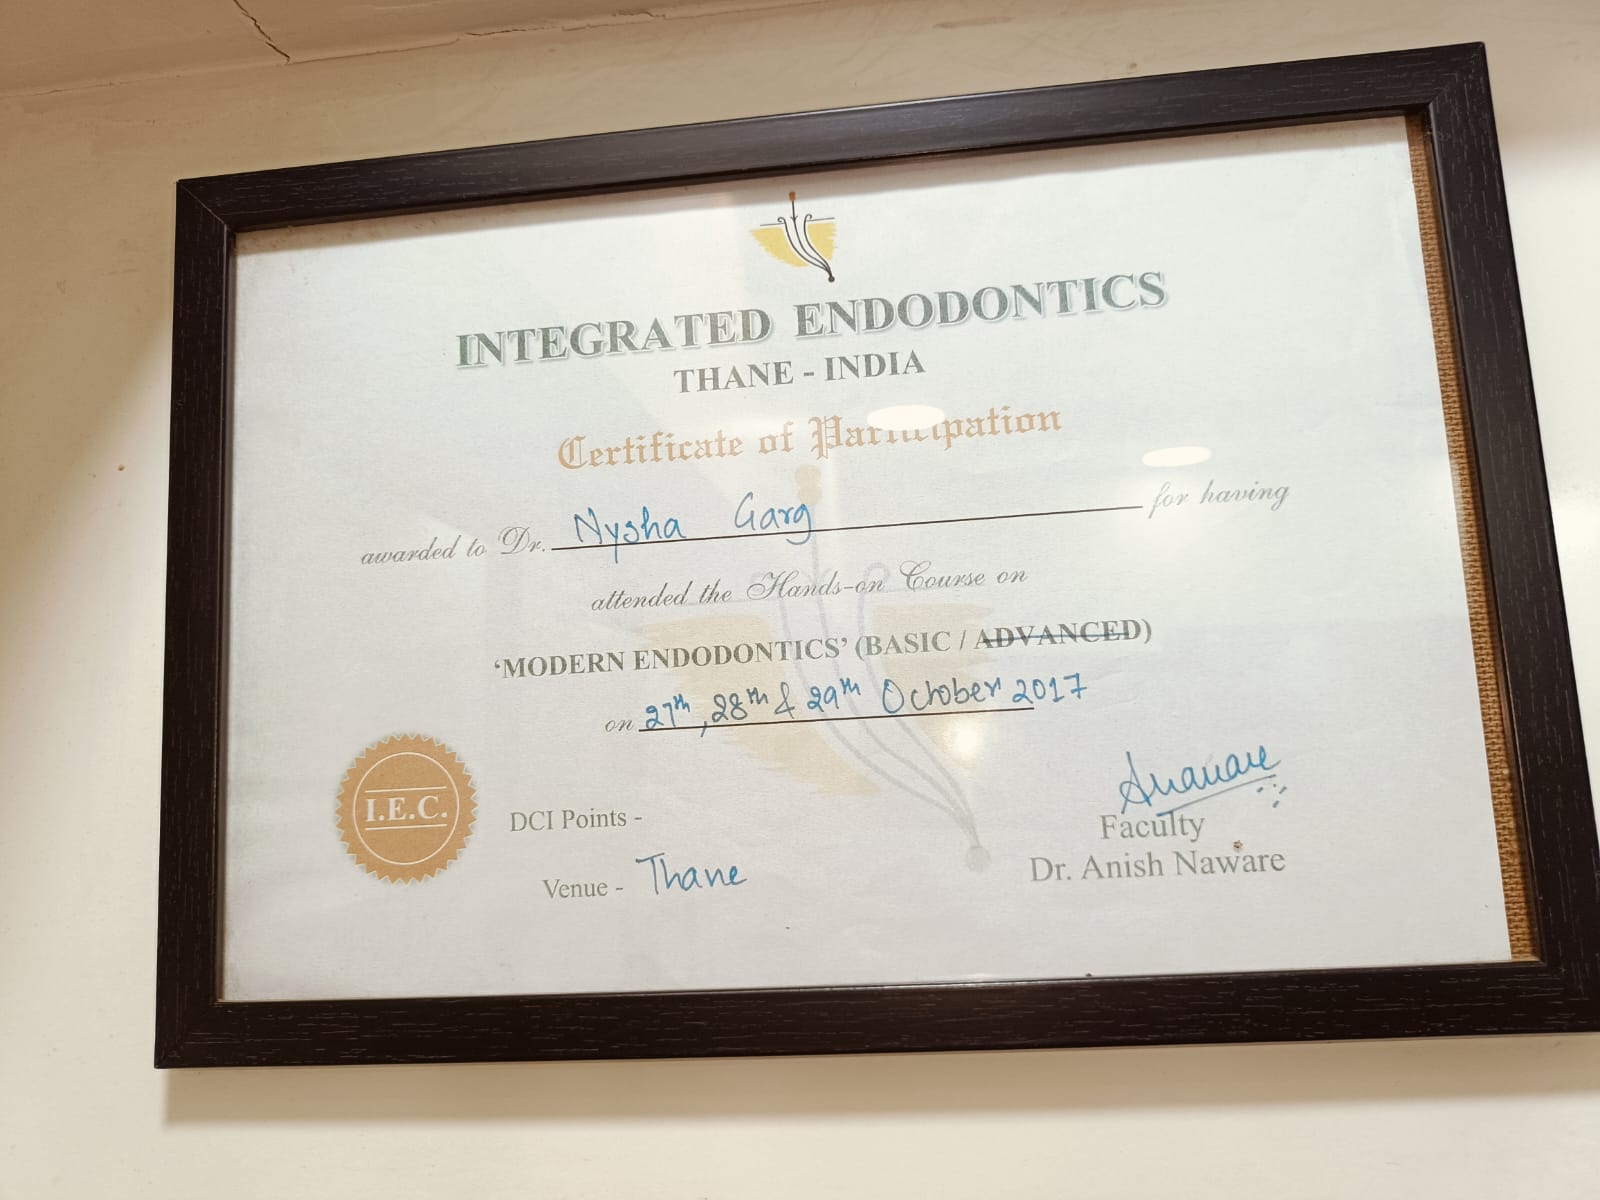 INTEGRATED ENDODONTICS
THANE - INDIA
Certificate of Participation
awarded to Dr. Nysha Garg for having
attended the Hands-on Course on
‘MODERN ENDODONTICS’ (BASIC / ADVANCED)
on 27th, 28th & 29th October 2017
I.E.C.
DCI Points -
Venue - Thane
Faculty
Dr. Anish Naware